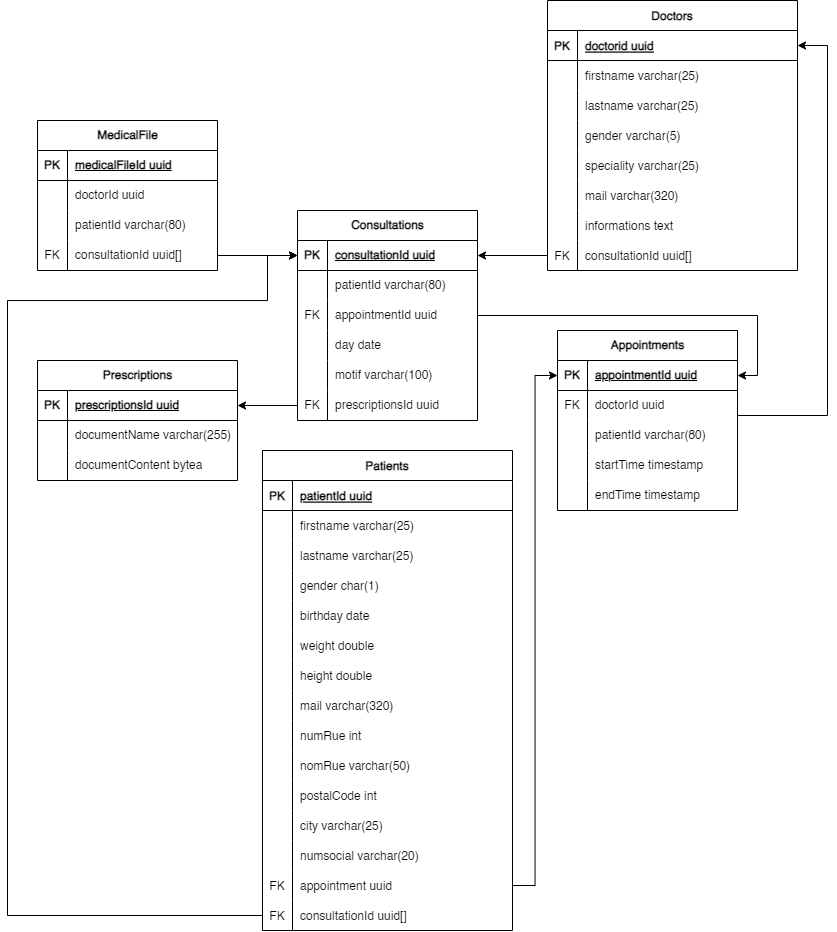 Doctors
PK doctorid uuid
firstname varchar(25)
lastname varchar(25)
gender varchar(5)
speciality varchar(25)
mail varchar(320)
informations text
FK consultationId uuid[]
MedicalFile
PK medicalFileId uuid
doctorId uuid
patientId varchar(80)
FK consultationId uuid[]
Consultations
PK consultationId uuid
patientId varchar(80)
FK appointmentId uuid
day date
motif varchar(100)
FK prescriptionsId uuid
Appointments
PK appointmentId uuid
FK doctorId uuid
patientId varchar(80)
startTime timestamp
endTime timestamp
Prescriptions
PK prescriptionsId uuid
documentName varchar(255)
documentContent bytea
Patients
PK patientId uuid
firstname varchar(25)
lastname varchar(25)
gender char(1)
birthday date
weight double
height double
mail varchar(320)
numRue int
nomRue varchar(50)
postalCode int
city varchar(25)
numsocial varchar(20)
FK appointment uuid
FK consultationId uuid[]